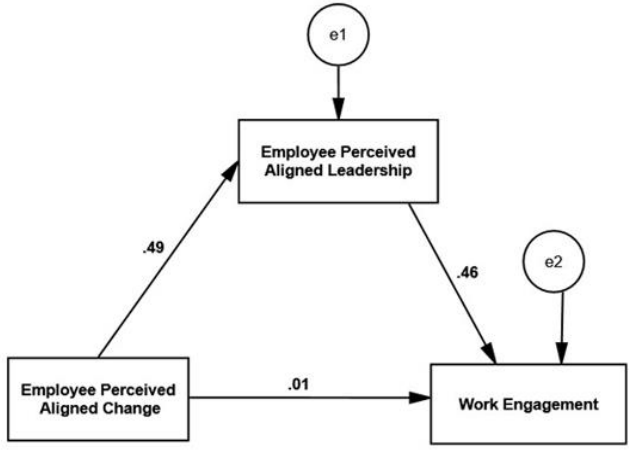 e1
Employee Perceived
Aligned Leadership
.49
.46
e2
Employee Perceived
Aligned Change
.01
Work Engagement